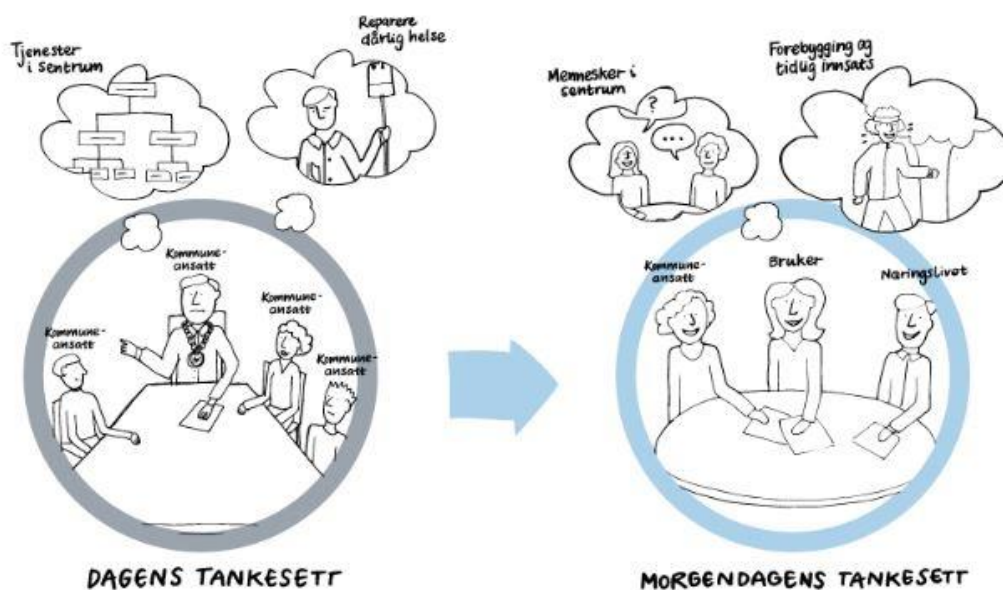 Tjenester
i sentrum
Reparere
dårlig helse
Kommune-
ansatt
Kommune-
ansatt
Kommune-
ansatt
Kommune-
ansatt
DAGENS TANKESETT
Mennesker i
sentrum
?
...
Forebygging og
tidlig innsats
Kommune-
ansatt
Bruker
Næringslivet
MORGENDAGENS TANKESETT